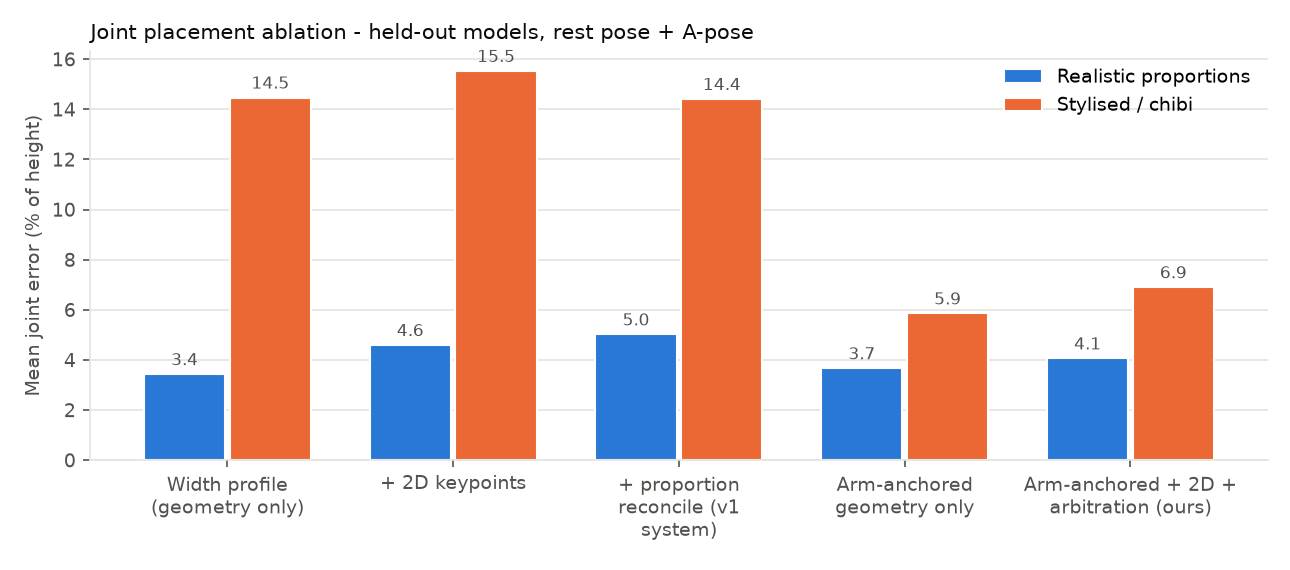 Joint placement ablation - held-out models, rest pose + A-pose
Mean joint error (% of height)
16
14
12
10
8
6
4
2
0
Realistic proportions
Stylised / chibi
3.4
14.5
4.6
15.5
5.0
14.4
3.7
5.9
4.1
6.9
Width profile
(geometry only)
+ 2D keypoints
+ proportion
reconcile (v1
system)
Arm-anchored
geometry only
Arm-anchored + 2D +
arbitration (ours)